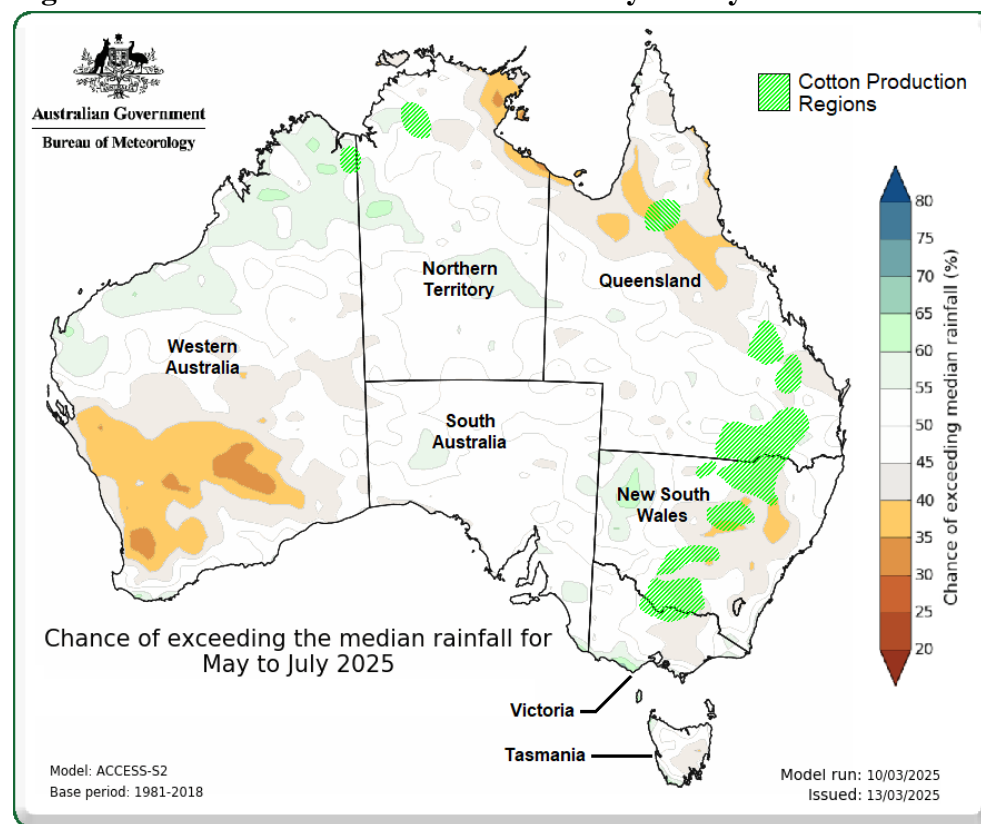 Australian Government
Bureau of Meteorology
Cotton Production
Regions
Northern
Territory
Queensland
Western
Australia
South
Australia
New South
Wales
80
75
70
65
60
55
50
45
40
35
30
25
20
Chance of exceeding median rainfall (%)
Chance of exceeding the median rainfall for
May to July 2025
Victoria
Tasmania
Model: ACCESS-S2
Base period: 1981-2018
Model run: 10/03/2025
Issued: 13/03/2025